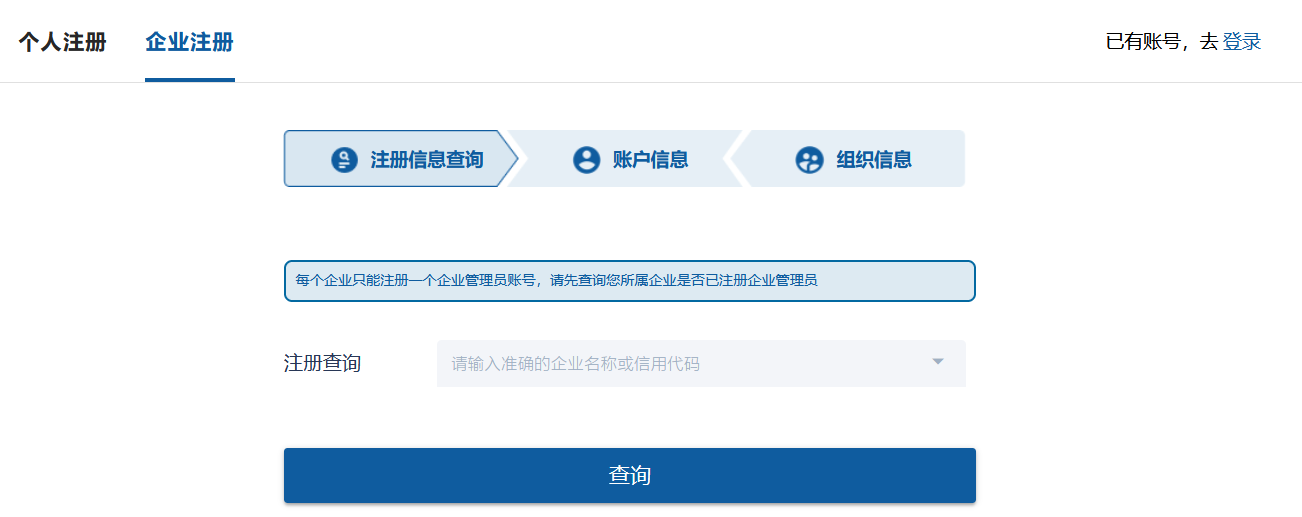 个人注册 企业注册 已有账号，去 登录
注册信息查询 账户信息 组织信息
每个企业只能注册一个企业管理员账号，请先查询您所属企业是否已注册企业管理员
注册查询 请输入准确的企业名称或信用代码
查询